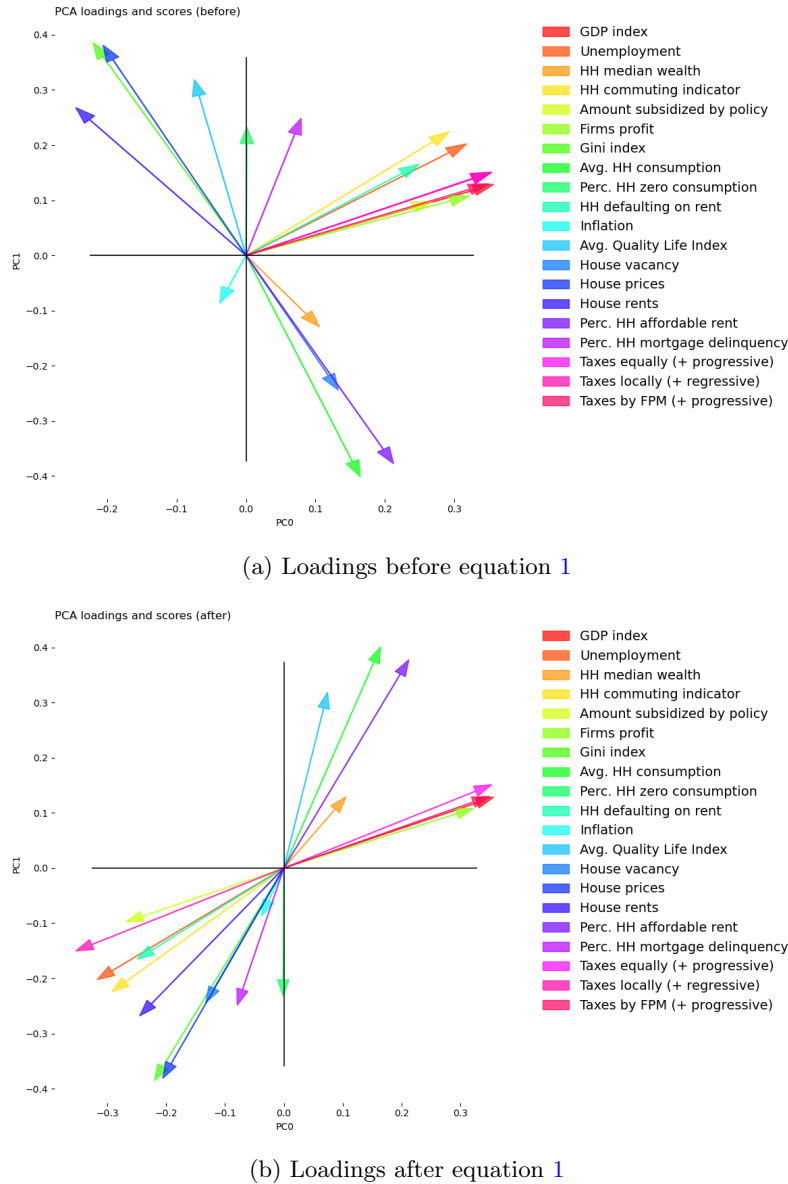 PCA loadings and scores (before)
0.4
0.3
0.2
0.1
0.0
−0.1
−0.2
−0.3
−0.4
PC1
−0.2
−0.1
0.0
0.1
0.2
0.3
PC0
GDP index
Unemployment
HH median wealth
HH commuting indicator
Amount subsidized by policy
Firms profit
Gini index
Avg. HH consumption
Perc. HH zero consumption
HH defaulting on rent
Inflation
Avg. Quality Life Index
House vacancy
House prices
House rents
Perc. HH affordable rent
Perc. HH mortgage delinquency
Taxes equally (+ progressive)
Taxes locally (+ regressive)
Taxes by FPM (+ progressive)
(a) Loadings before equation 1
PCA loadings and scores (after)
0.4
0.3
0.2
0.1
0.0
−0.1
−0.2
−0.3
−0.4
PC1
−0.3
−0.2
−0.1
0.0
0.1
0.2
0.3
PC0
GDP index
Unemployment
HH median wealth
HH commuting indicator
Amount subsidized by policy
Firms profit
Gini index
Avg. HH consumption
Perc. HH zero consumption
HH defaulting on rent
Inflation
Avg. Quality Life Index
House vacancy
House prices
House rents
Perc. HH affordable rent
Perc. HH mortgage delinquency
Taxes equally (+ progressive)
Taxes locally (+ regressive)
Taxes by FPM (+ progressive)
(b) Loadings after equation 1